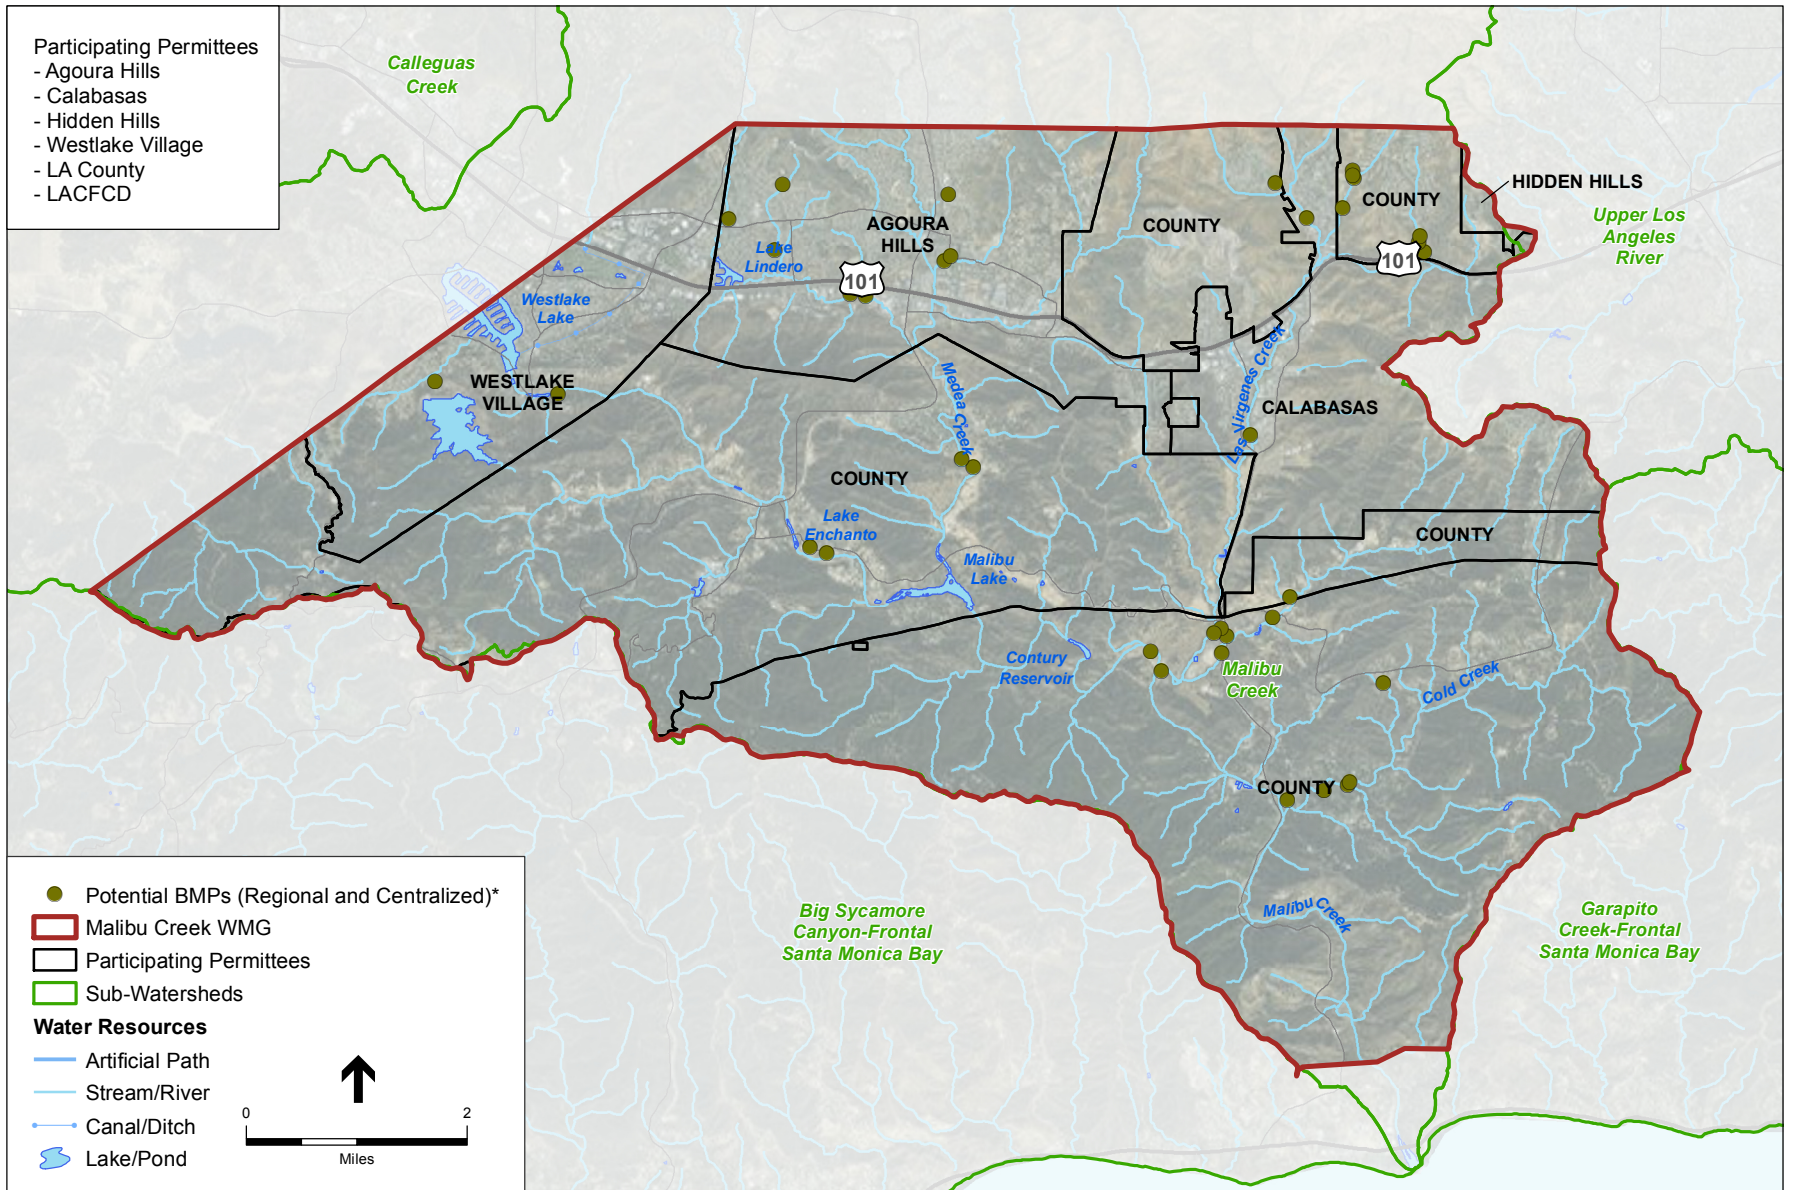 Participating Permittees
- Agoura Hills
- Calabasas
- Hidden Hills
- Westlake Village
- LA County
- LACFCD
Calleguas
Creek
HIDDEN HILLS
COUNTY
Upper Los
Angeles
River
AGOURA
HILLS
COUNTY
101
Lake
Lindero
101
Westlake
Lake
WESTLAKE
VILLAGE
Medea Creek
Las Virgenes Creek
CALABASAS
COUNTY
Lake
Enchanto
COUNTY
Malibu
Lake
Contury
Reservoir
Malibu
Creek
Cold Creek
COUNTY
Malibu Creek
Big Sycamore
Canyon-Frontal
Santa Monica Bay
Garapito
Creek-Frontal
Santa Monica Bay
Potential BMPs (Regional and Centralized)*
Malibu Creek WMG
Participating Permittees
Sub-Watersheds
Water Resources
Artificial Path
Stream/River
Canal/Ditch
Lake/Pond
0 2
Miles